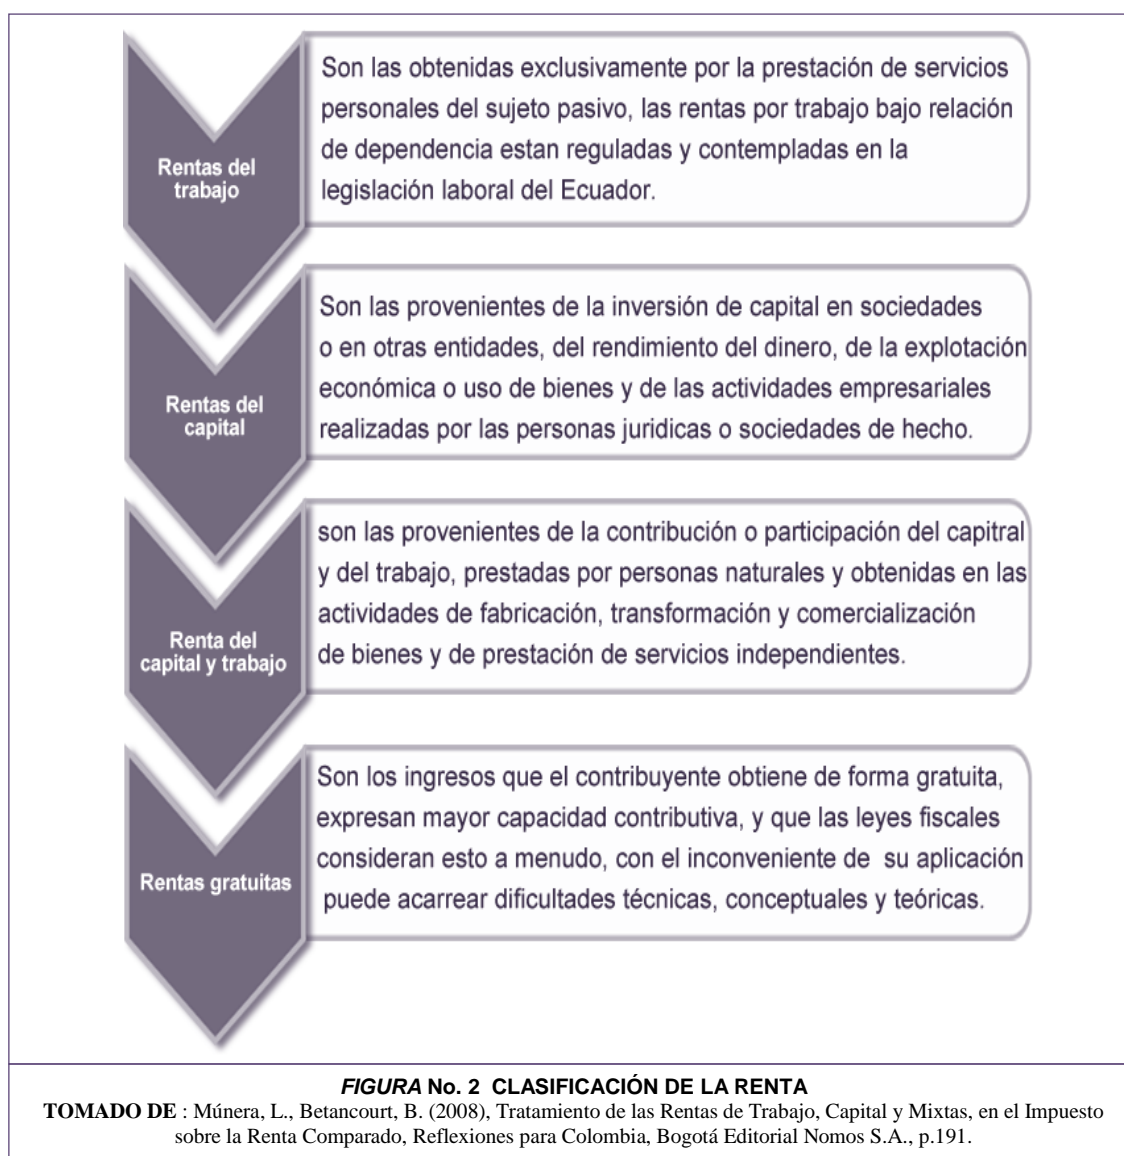 Rentas del
trabajo
Son las obtenidas exclusivamente por la prestación de servicios
personales del sujeto pasivo, las rentas por trabajo bajo relación
de dependencia estan reguladas y contempladas en la
legislación laboral del Ecuador.
Rentas del
capital
Son las provenientes de la inversión de capital en sociedades
o en otras entidades, del rendimiento del dinero, de la explotación
económica o uso de bienes y de las actividades empresariales
realizadas por las personas juridicas o sociedades de hecho.
Renta del
capital y trabajo
son las provenientes de la contribución o participación del capitral
y del trabajo, prestadas por personas naturales y obtenidas en las
actividades de fabricación, transformación y comercialización
de bienes y de prestación de servicios independientes.
Rentas gratuitas
Son los ingresos que el contribuyente obtiene de forma gratuita,
expresan mayor capacidad contributiva, y que las leyes fiscales
consideran esto a menudo, con el inconveniente de su aplicación
puede acarrear dificultades técnicas, conceptuales y teóricas.
FIGURA No. 2 CLASIFICACIÓN DE LA RENTA
TOMADO DE : Múnera, L., Betancourt, B. (2008), Tratamiento de las Rentas de Trabajo, Capital y Mixtas, en el Impuesto
sobre la Renta Comparado, Reflexiones para Colombia, Bogotá Editorial Nomos S.A., p.191.